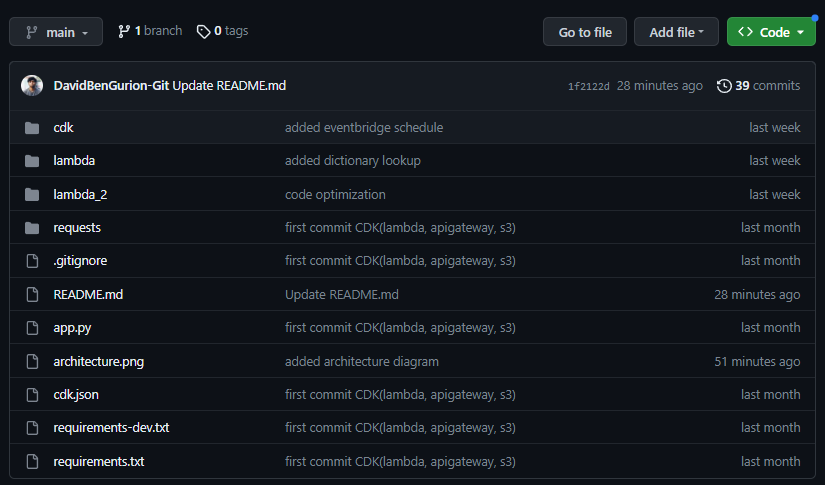 main 1 branch 0 tags Go to file Add file Code
DavidBenGurion-Git Update README.md 1f2122d 28 minutes ago 39 commits
cdk added eventbridge schedule last week
lambda added dictionary lookup last week
lambda_2 code optimization last week
requests first commit CDK(lambda, apigateway, s3) last month
.gitignore first commit CDK(lambda, apigateway, s3) last month
README.md Update README.md 28 minutes ago
app.py first commit CDK(lambda, apigateway, s3) last month
architecture.png added architecture diagram 51 minutes ago
cdk.json first commit CDK(lambda, apigateway, s3) last month
requirements-dev.txt first commit CDK(lambda, apigateway, s3) last month
requirements.txt first commit CDK(lambda, apigateway, s3) last month